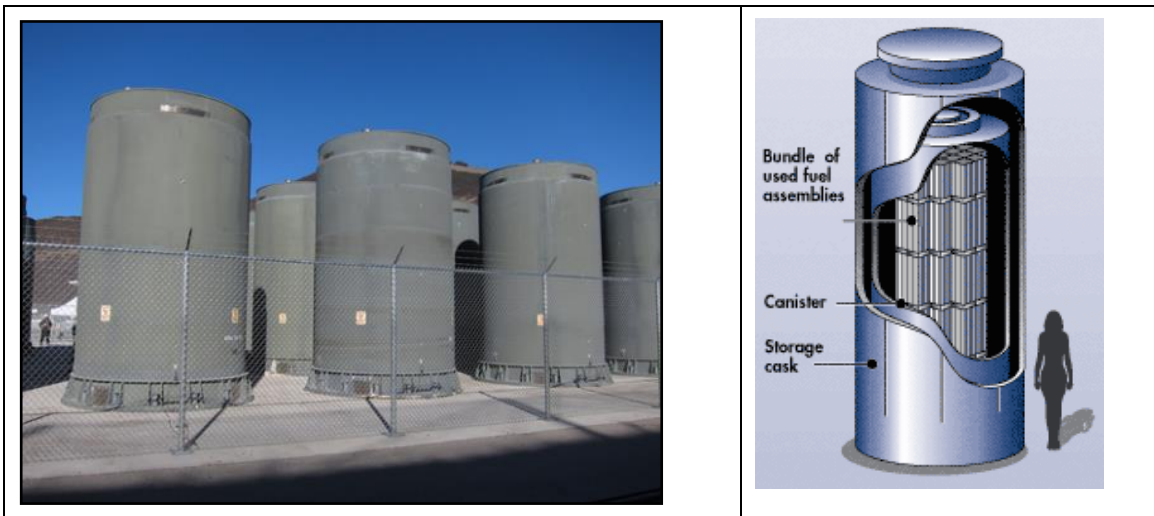 Bundle of
used fuel
assemblies
Canister
Storage
cask